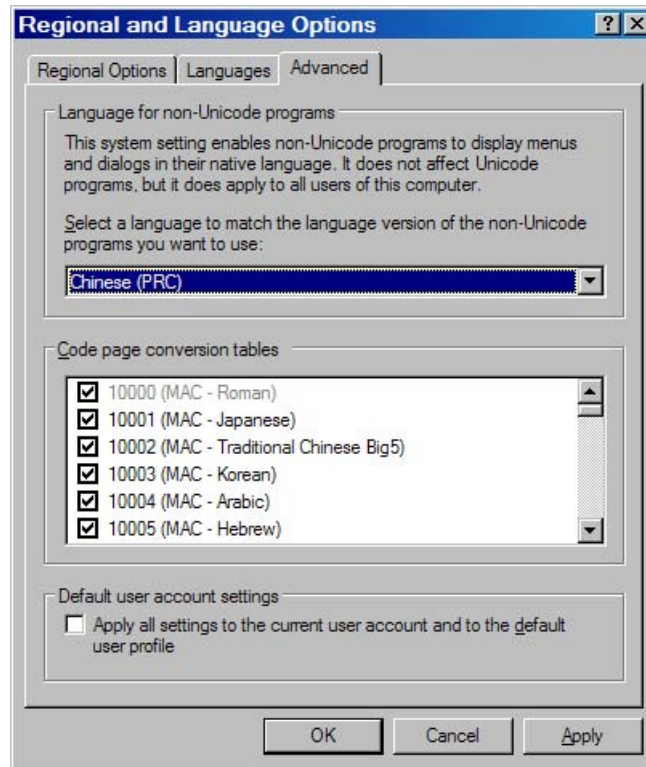 Regional and Language Options
Regional Options Languages Advanced
Language for non-Unicode programs
This system setting enables non-Unicode programs to display menus
and dialogs in their native language. It does not affect Unicode
programs, but it does apply to all users of this computer.
Select a language to match the language version of the non-Unicode
programs you want to use:
Chinese (PRC)
Code page conversion tables
10000 (MAC - Roman)
10001 (MAC - Japanese)
10002 (MAC - Traditional Chinese Big5)
10003 (MAC - Korean)
10004 (MAC - Arabic)
10005 (MAC - Hebrew)
Default user account settings
Apply all settings to the current user account and to the default
user profile
OK Cancel Apply